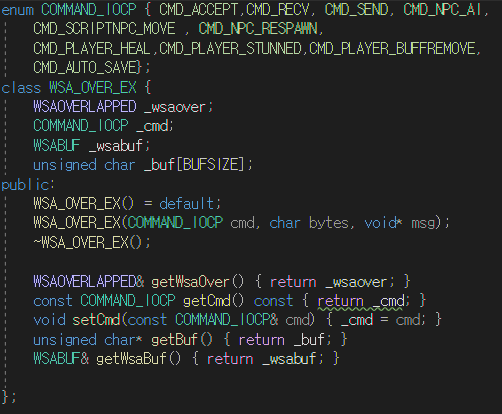 enum COMMAND_IOCP { CMD_ACCEPT,CMD_RECV, CMD_SEND, CMD_NPC_AI,
CMD_SCRIPTNPC_MOVE , CMD_NPC_RESPAWN,
CMD_PLAYER_HEAL,CMD_PLAYER_STUNNED,CMD_PLAYER_BUFFREMOVE,
CMD_AUTO_SAVE};
class WSA_OVER_EX {
WSAOVERLAPPED _wsaover;
COMMAND_IOCP _cmd;
WSABUF _wsabuf;
unsigned char _buf[BUFSIZE];
public:
WSA_OVER_EX() = default;
WSA_OVER_EX(COMMAND_IOCP cmd, char bytes, void* msg);
~WSA_OVER_EX();
WSAOVERLAPPED& getWsaOver() { return _wsaover; }
const COMMAND_IOCP getCmd() const { return _cmd; }
void setCmd(const COMMAND_IOCP& cmd) { _cmd = cmd; }
unsigned char* getBuf() { return _buf; }
WSABUF& getWsaBuf() { return _wsabuf; }
};